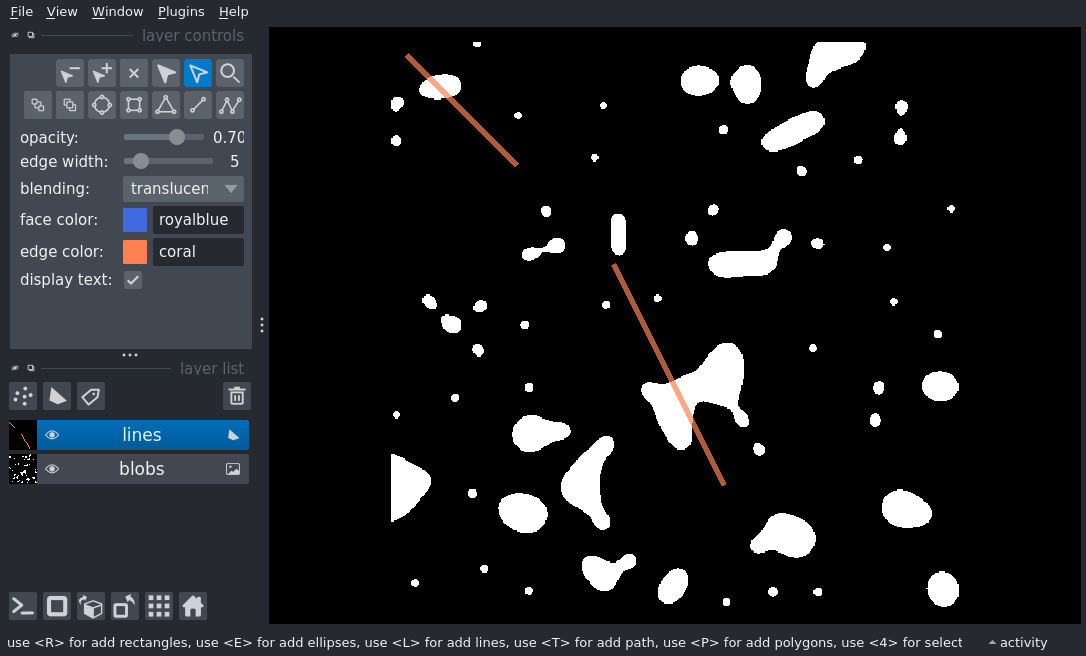 File View Window Plugins Help
layer controls
opacity: 0.70
edge width: 5
blending: translucen
face color: royalblue
edge color: coral
display text:
layer list
lines
blobs
use <R> for add rectangles, use <E> for add ellipses, use <L> for add lines, use <T> for add path, use <P> for add polygons, use <4> for select activity